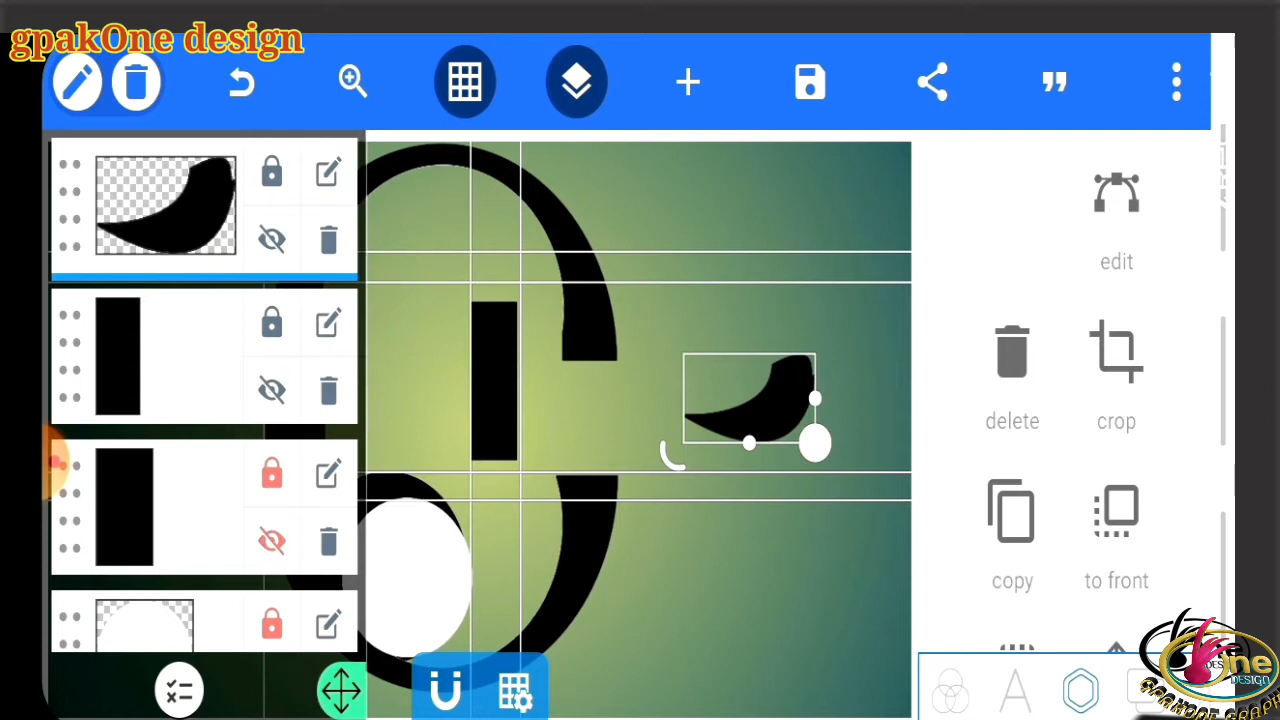 gpakOne design
edit
delete
crop
copy
to front
One
DESIGN